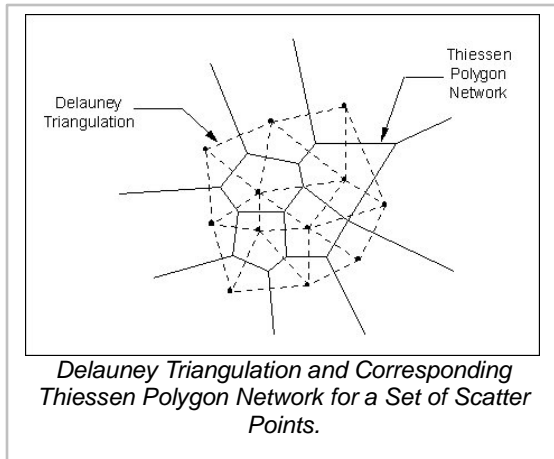 Thiessen
Polygon
Network
Delauney
Triangulation
Delauney Triangulation and Corresponding
Thiessen Polygon Network for a Set of Scatter
Points.